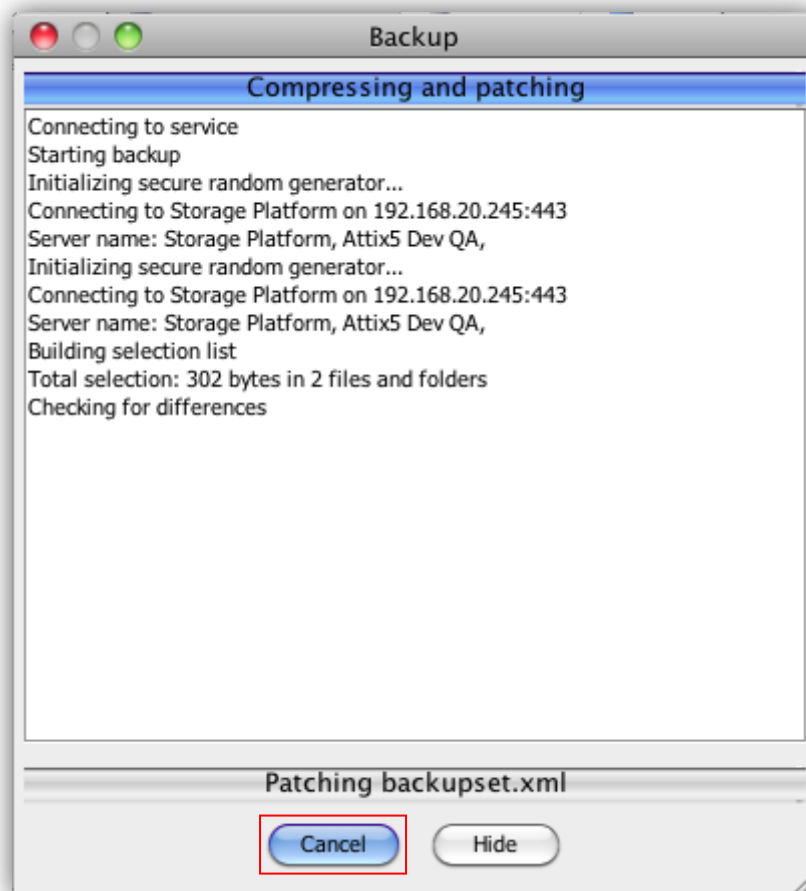 Backup
Compressing and patching
Connecting to service
Starting backup
Initializing secure random generator...
Connecting to Storage Platform on 192.168.20.245:443
Server name: Storage Platform, Attix5 Dev QA,
Initializing secure random generator...
Connecting to Storage Platform on 192.168.20.245:443
Server name: Storage Platform, Attix5 Dev QA,
Building selection list
Total selection: 302 bytes in 2 files and folders
Checking for differences
Patching backupset.xml
Cancel Hide